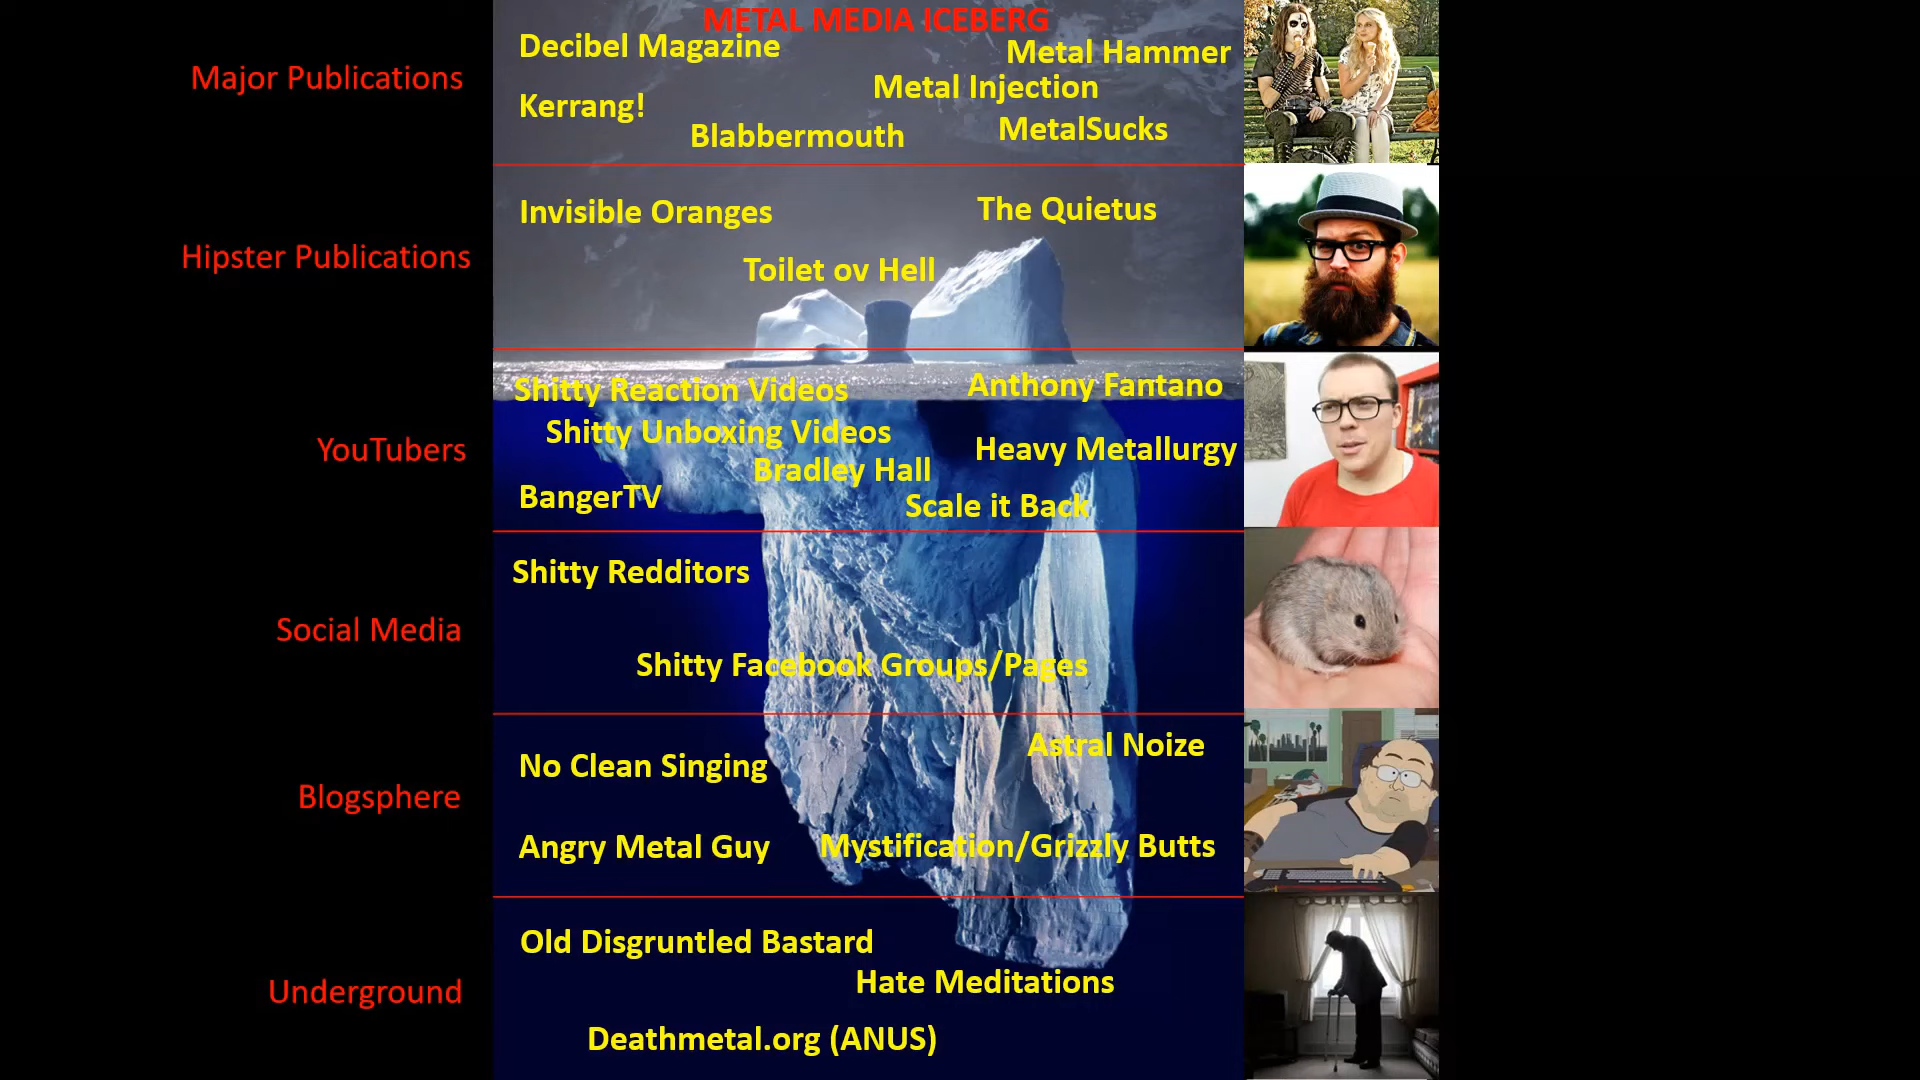 METAL MEDIA ICEBERG
Major Publications
Decibel Magazine
Metal Hammer
Metal Injection
Kerrang!
Blabbermouth
MetalSucks
Hipster Publications
Invisible Oranges
The Quietus
Toilet ov Hell
YouTubers
Shitty Reaction Videos
Anthony Fantano
Shitty Unboxing Videos
Heavy Metallurgy
Bradley Hall
BangerTV
Scale it Back
Social Media
Shitty Redditors
Shitty Facebook Groups/Pages
Blogsphere
Astral Noize
No Clean Singing
Angry Metal Guy
Mystification/Grizzly Butts
Underground
Old Disgruntled Bastard
Hate Meditations
Deathmetal.org (ANUS)